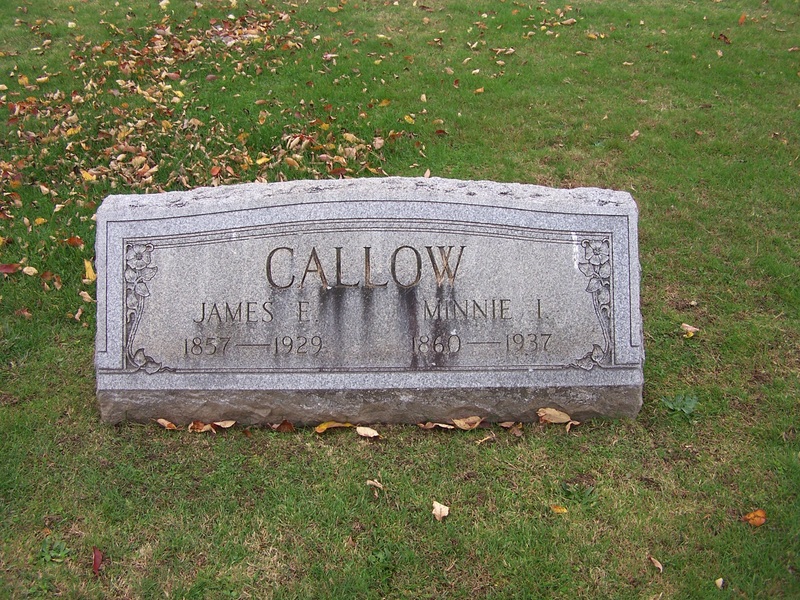 CALLOW
JAMES E. MINNIE I.
1857—1929 1860—1937